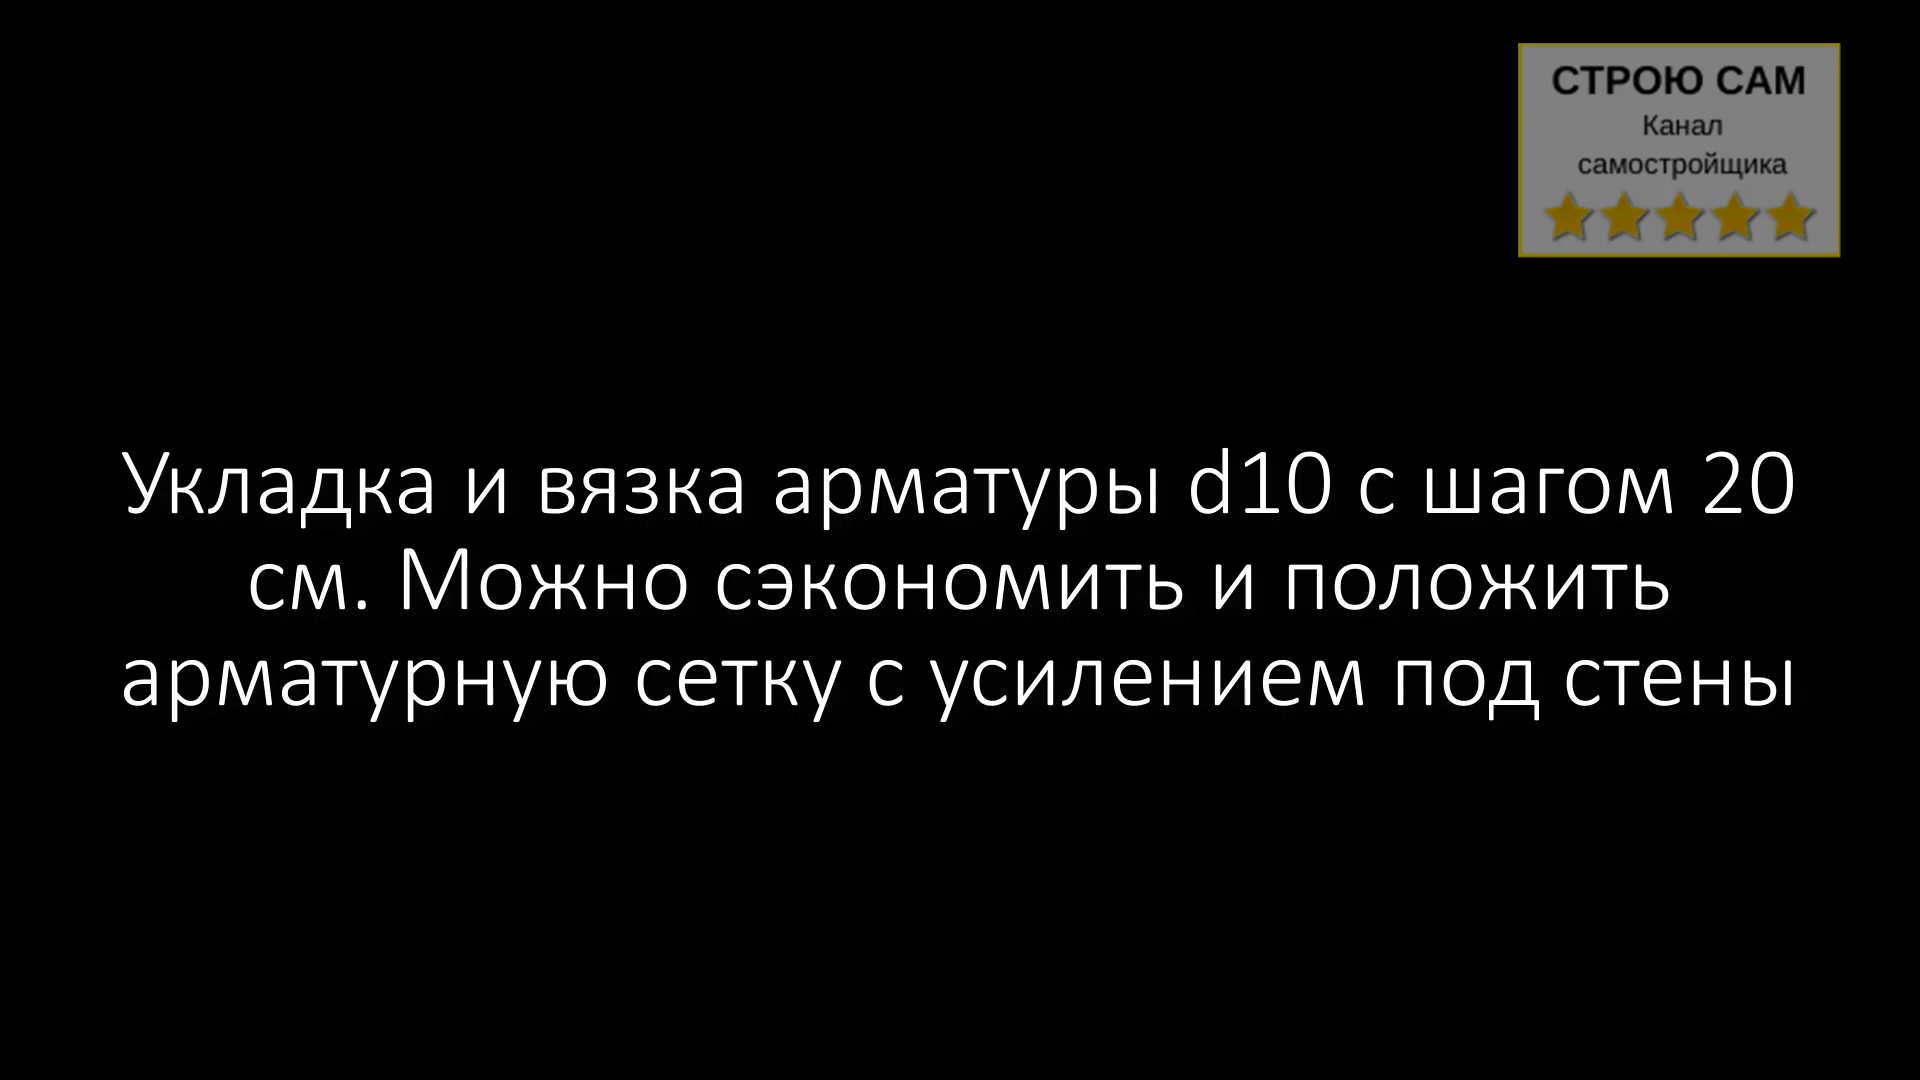 СТРОЮ САМ
Канал
самостройщика
Укладка и вязка арматуры d10 с шагом 20
см. Можно сэкономить и положить
арматурную сетку с усилением под стены